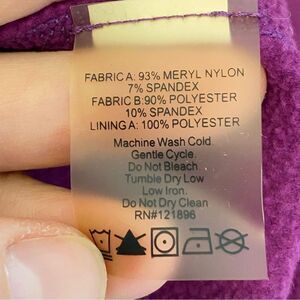 FABRIC A: 93% MERYL NYLON
7% SPANDEX
FABRIC B: 90% POLYESTER
10% SPANDEX
LINING A: 100% POLYESTER
Machine Wash Cold
Gentle Cycle
Do Not Bleach
Tumble Dry Low
Low Iron.
Do Not Dry Clean
RN#121896